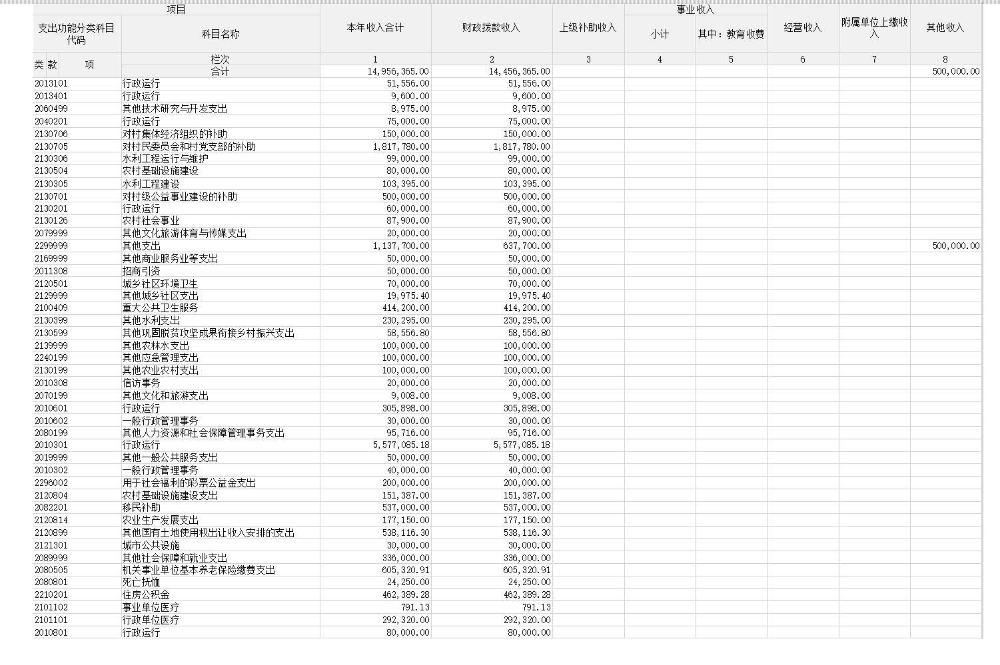 项目
支出功能分类科目
代码
科目名称
本年收入合计
财政拨款收入
上级补助收入
事业收入
小计
其中：教育收费
经营收入
附属单位上缴收
入
其他收入
类 款 项
栏次 1 2 3 4 5 6 7 8
合计 14,956,365.00 14,456,365.00 500,000.00
2013101 行政运行 51,556.00 51,556.00
2013401 行政运行 9,600.00 9,600.00
2060499 其他技术研究与开发支出 8,975.00 8,975.00
2040201 行政运行 75,000.00 75,000.00
2130706 对村集体经济组织的补助 150,000.00 150,000.00
2130705 对村民委员会和村党支部的补助 1,817,780.00 1,817,780.00
2130306 水利工程运行与维护 99,000.00 99,000.00
2130504 农村基础设施建设 80,000.00 80,000.00
2130305 水利工程建设 103,395.00 103,395.00
2130701 对村级公益事业建设的补助 500,000.00 500,000.00
2130201 行政运行 60,000.00 60,000.00
2130126 农村社会事业 87,900.00 87,900.00
2079999 其他文化旅游体育与传媒支出 20,000.00 20,000.00
2299999 其他支出 1,137,700.00 637,700.00 500,000.00
2169999 其他商业服务业等支出 50,000.00 50,000.00
2011308 招商引资 50,000.00 50,000.00
2120501 城乡社区环境卫生 70,000.00 70,000.00
2129999 其他城乡社区支出 19,975.40 19,975.40
2100409 重大公共卫生服务 414,200.00 414,200.00
2130399 其他水利支出 230,295.00 230,295.00
2130599 其他巩固脱贫攻坚成果衔接乡村振兴支出 58,556.80 58,556.80
2139999 其他农林水支出 100,000.00 100,000.00
2240199 其他应急管理支出 100,000.00 100,000.00
2130199 其他农业农村支出 100,000.00 100,000.00
2010308 信访事务 20,000.00 20,000.00
2070199 其他文化和旅游支出 9,008.00 9,008.00
2010601 行政运行 305,898.00 305,898.00
2010602 一般行政管理事务 30,000.00 30,000.00
2080199 其他人力资源和社会保障管理事务支出 95,716.00 95,716.00
2010301 行政运行 5,577,085.18 5,577,085.18
2019999 其他一般公共服务支出 50,000.00 50,000.00
2010302 一般行政管理事务 40,000.00 40,000.00
2296002 用于社会福利的彩票公益金支出 200,000.00 200,000.00
2120804 农村基础设施建设支出 151,387.00 151,387.00
2082201 移民补助 537,000.00 537,000.00
2120814 农业生产发展支出 177,150.00 177,150.00
2120899 其他国有土地使用权出让收入安排的支出 538,116.30 538,116.30
2121301 城市公共设施 30,000.00 30,000.00
2089999 其他社会保障和就业支出 336,000.00 336,000.00
2080505 机关事业单位基本养老保险缴费支出 605,320.91 605,320.91
2080801 死亡抚恤 24,250.00 24,250.00
2210201 住房公积金 462,389.28 462,389.28
2101102 事业单位医疗 791.13 791.13
2101101 行政单位医疗 292,320.00 292,320.00
2010801 行政运行 80,000.00 80,000.00